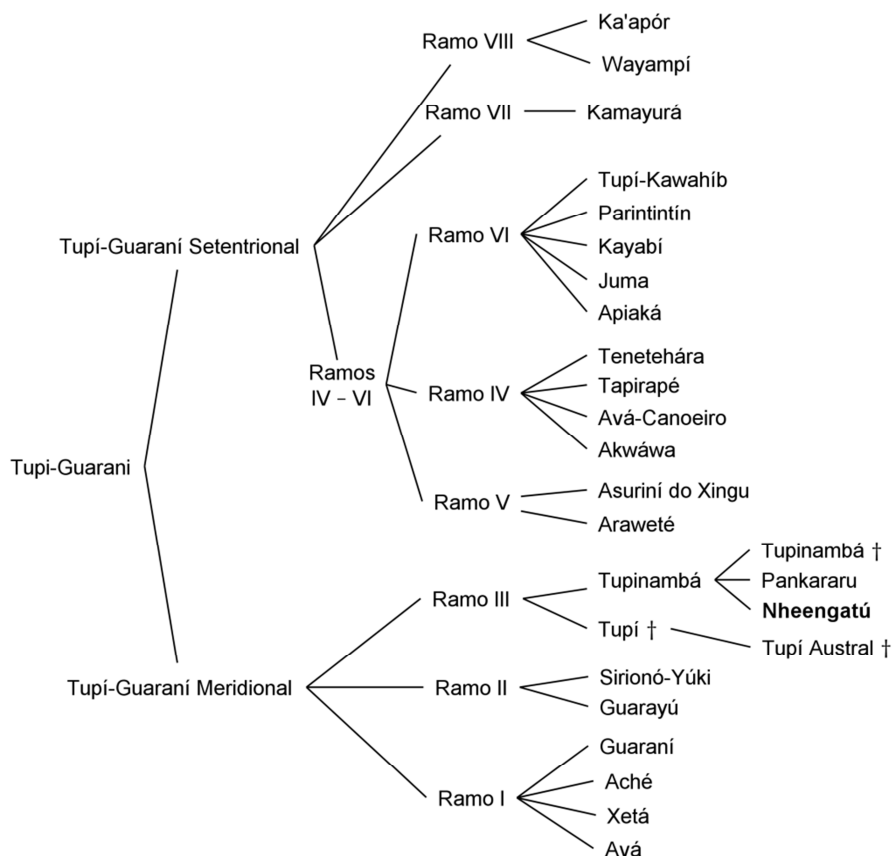 Ka'apór
Ramo VIII
Wayampí
Ramo VII
Kamayurá
Tupí-Kawahíb
Parintintín
Ramo VI
Kayabí
Tupí-Guaraní Setentrional
Juma
Apiaká
Ramos
IV – VI
Tenetehára
Tapirapé
Ramo IV
Avá-Canoeiro
Akwáwa
Tupi-Guarani
Asuriní do Xingu
Ramo V
Araweté
Tupinambá †
Tupinambá
Pankararu
Ramo III
Nheengatú
Tupí †
Tupí Austral †
Sirionó-Yúki
Tupí-Guaraní Meridional
Ramo II
Guarayú
Guaraní
Aché
Ramo I
Xetá
Avá